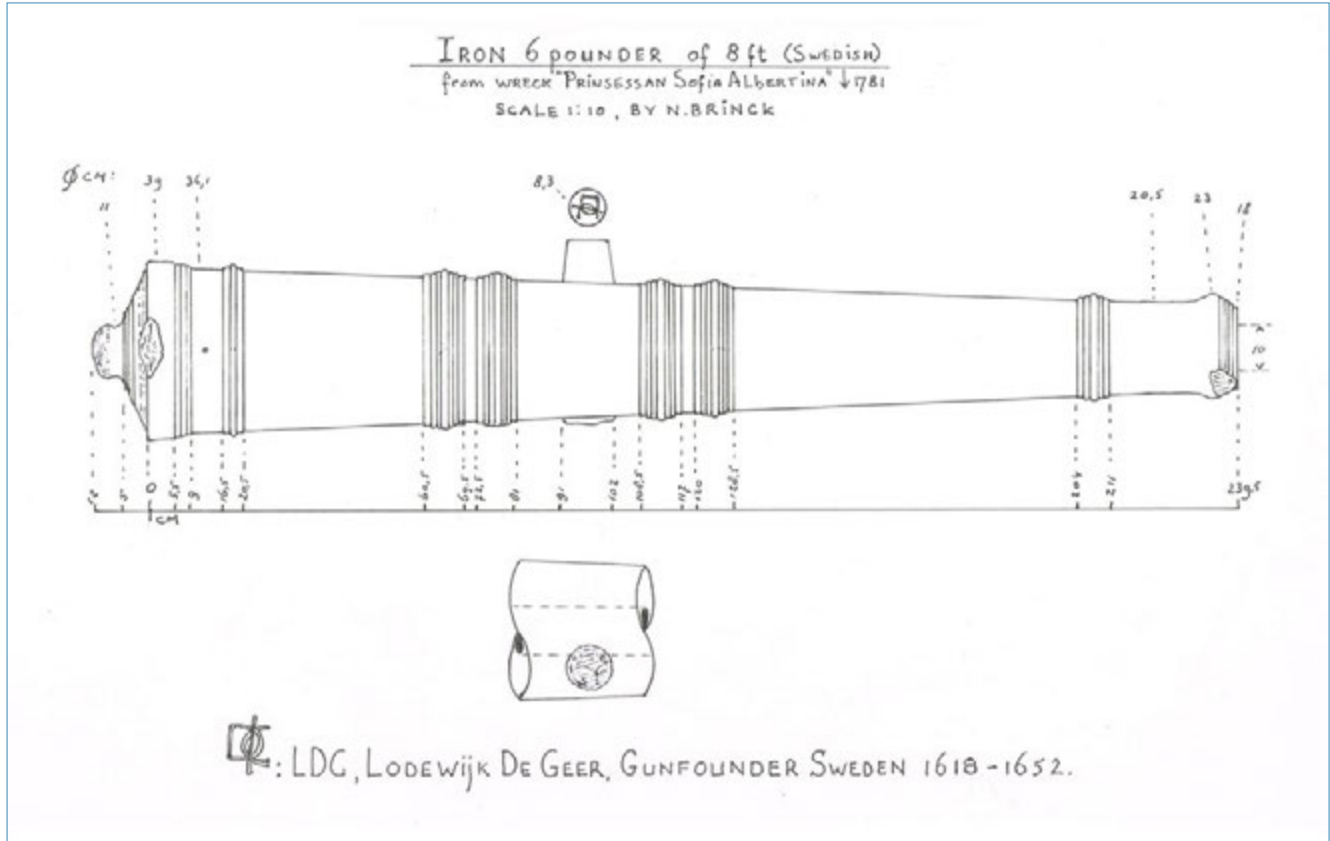 IRON 6 POUNDER of 8 ft (SWEDISH)
from WRECK "PRINSESSAN SOfiA ALbERTINA" ↓ 1781
SCALE 1:10, BY N. BRINCK
Ø CM: 11 39 36,1 8,3 20,5 23 18
10
5 0 5,5 9 16,5 20,5 60,5 69,5 72,5 81 91 102 108,5 117 120 128,5 204 211 239,5
CM
: LDG, LODEWijK DE GEER, GUNFOUNDER SWEDEN 1618-1652.